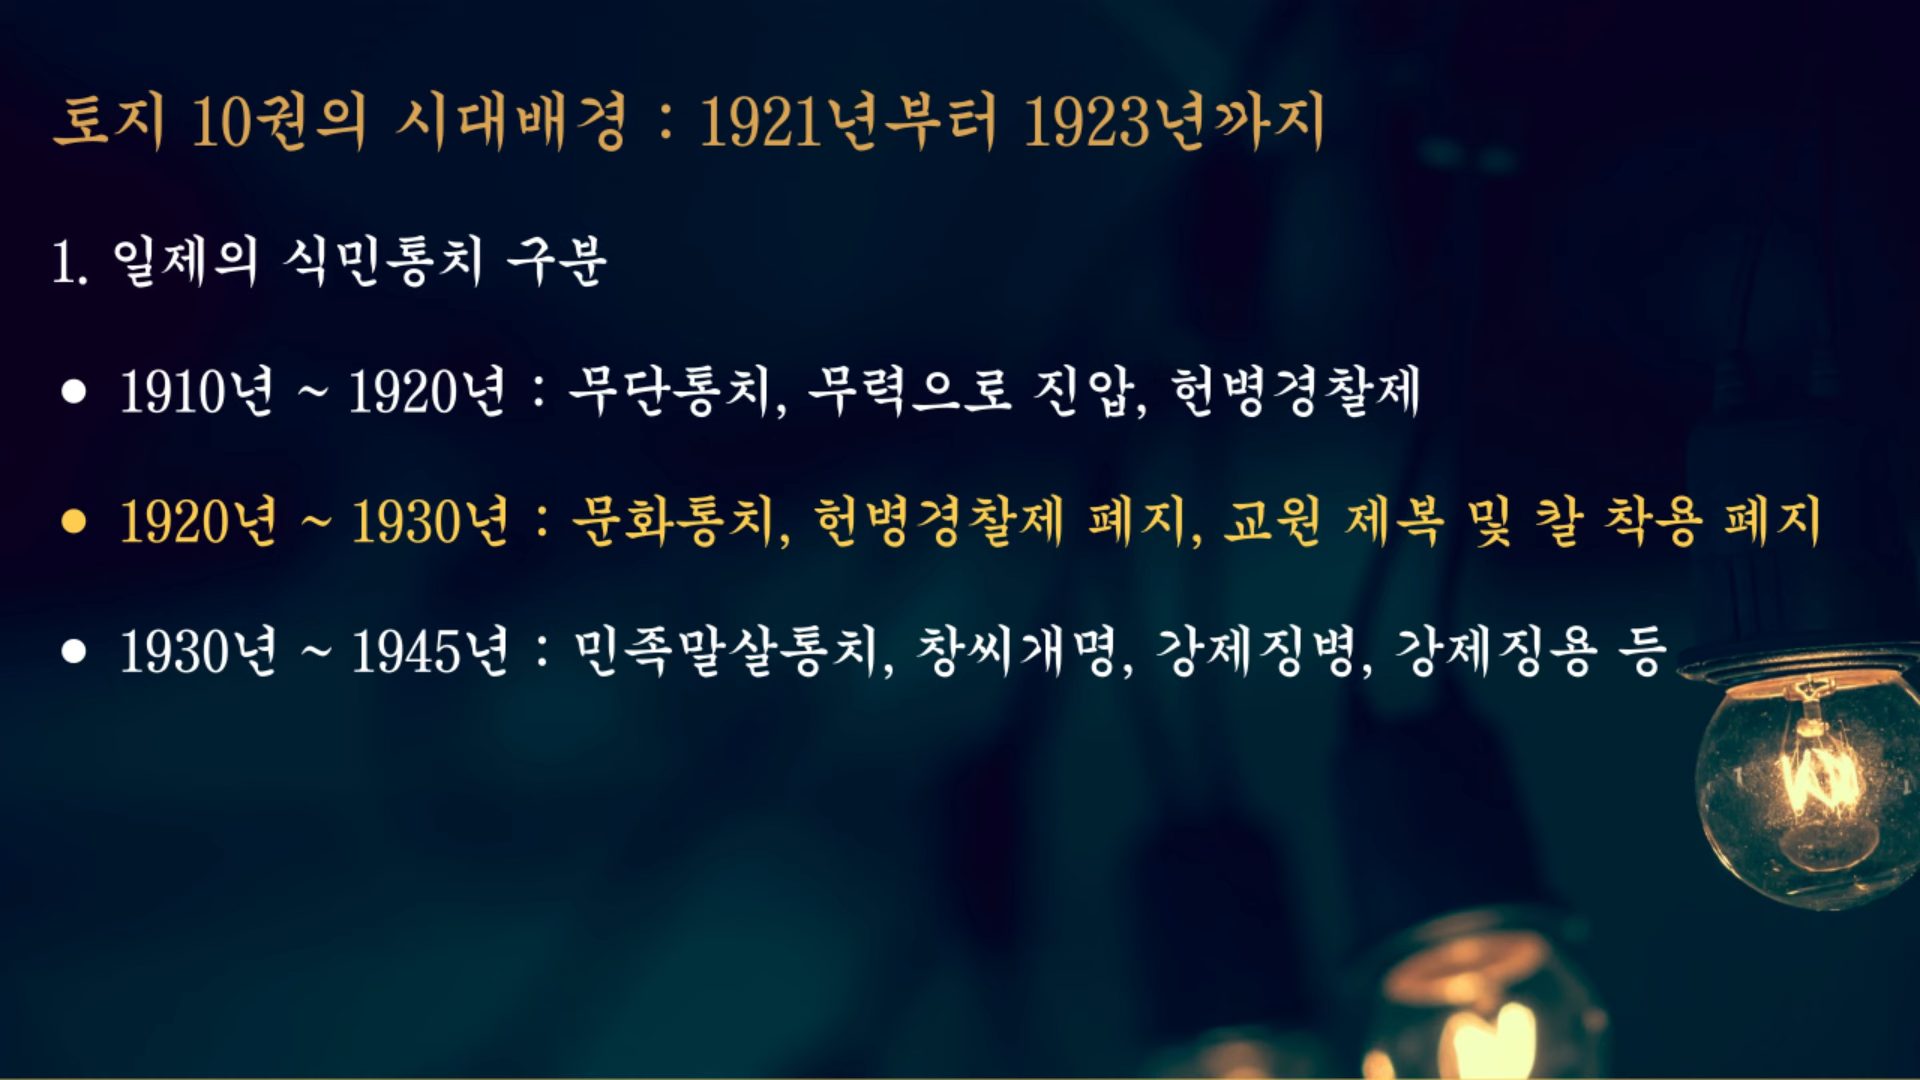 토지 10권의 시대배경 : 1921년부터 1923년까지
1. 일제의 식민통치 구분
● 1910년 ~ 1920년 : 무단통치, 무력으로 진압, 헌병경찰제
● 1920년 ~ 1930년 : 문화통치, 헌병경찰제 폐지, 교원 제복 및 칼 착용 폐지
● 1930년 ~ 1945년 : 민족말살통치, 창씨개명, 강제징병, 강제징용 등